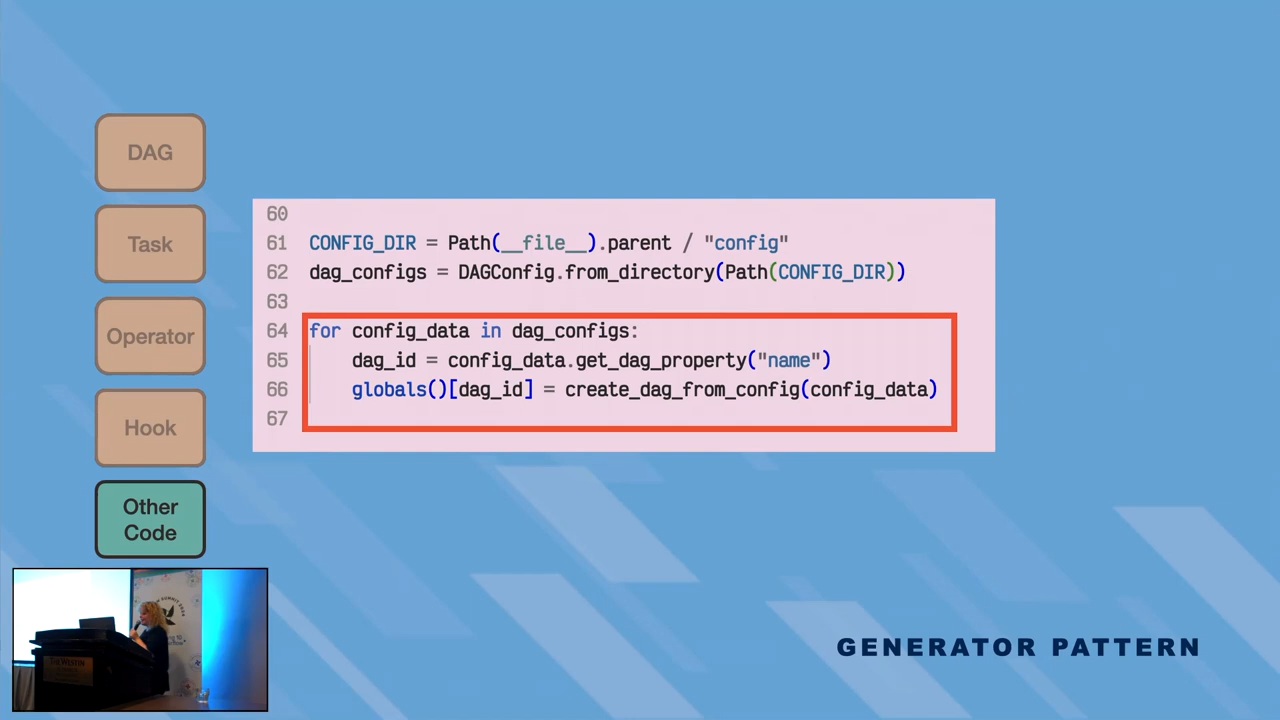 DAG
Task
Operator
Hook
Other
Code
60
61 CONFIG_DIR = Path(__file__).parent / "config"
62 dag_configs = DAGConfig.from_directory(Path(CONFIG_DIR))
63
64 for config_data in dag_configs:
65 dag_id = config_data.get_dag_property("name")
66 globals()[dag_id] = create_dag_from_config(config_data)
67
THE WESTIN
GENERATOR PATTERN